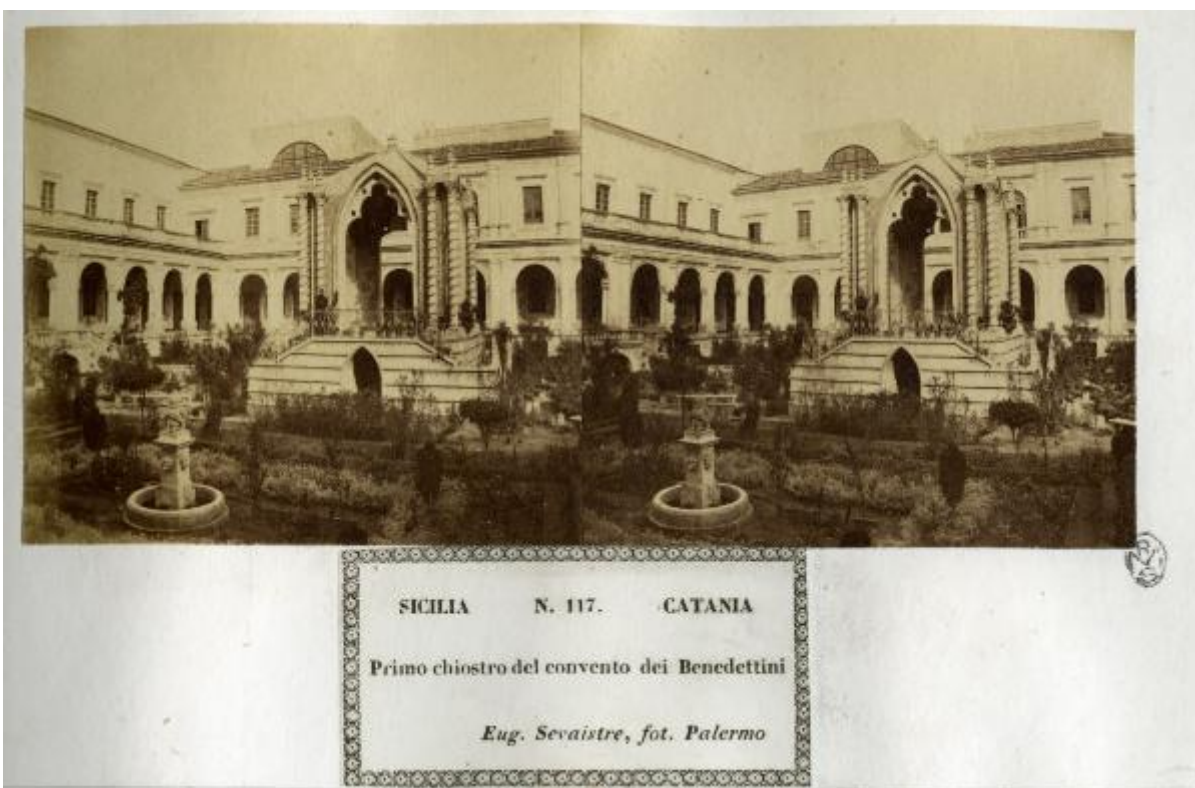 SICILIA N. 117. CATANIA
Primo chiostro del convento dei Benedettini
Eug. Sevaistre, fot. Palermo